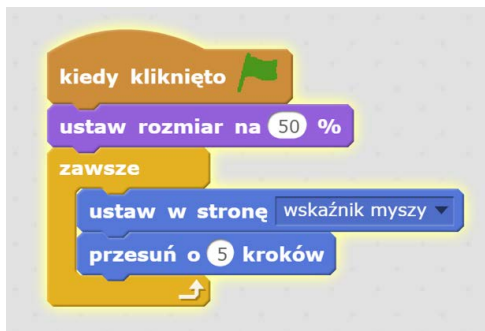 kiedy kliknięto
ustaw rozmiar na 50 %
zawsze
ustaw w stronę wskaźnik myszy
przesuń o 5 kroków